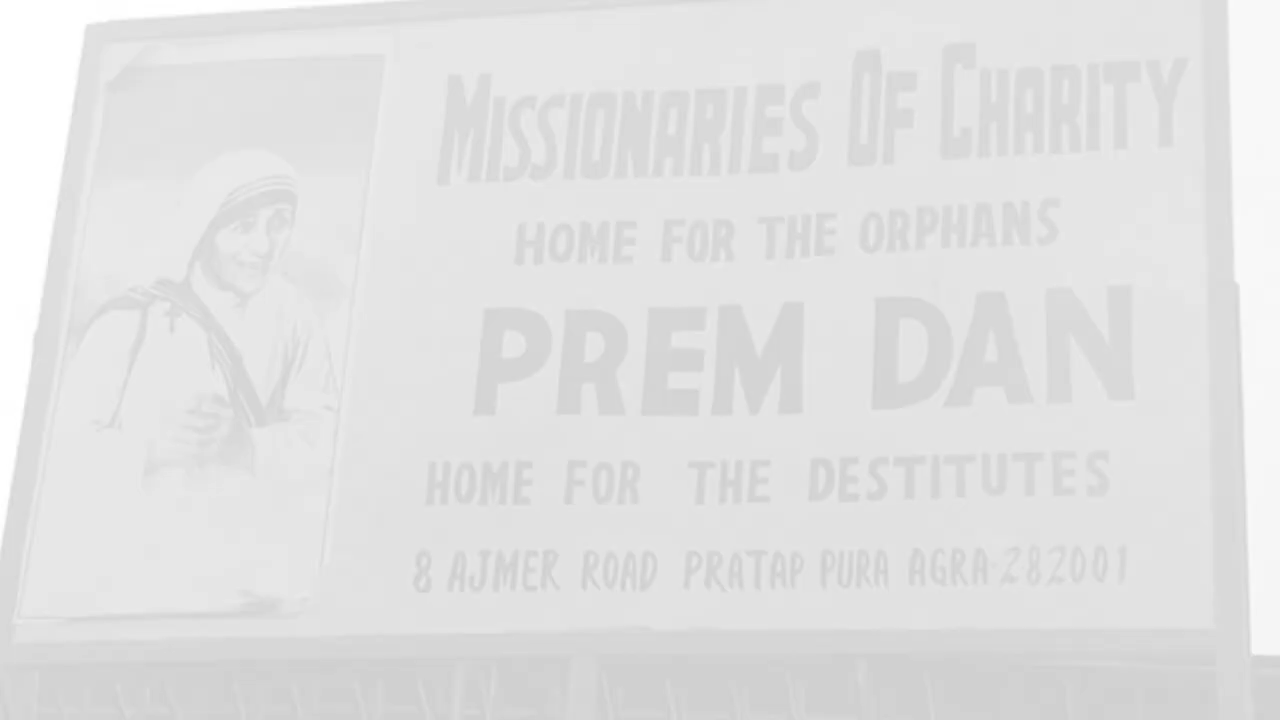 MISSIONARIES OF CHARITY
HOME FOR THE ORPHANS
PREM DAN
HOME FOR THE DESTITUTES
8 AJMER ROAD PRATAP PURA AGRA-282001